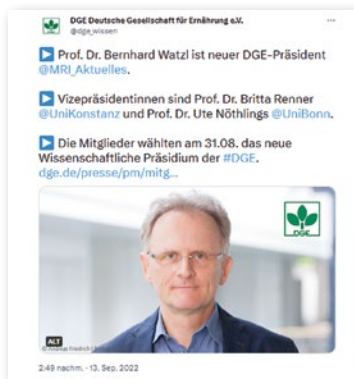 DGE Deutsche Gesellschaft für Ernährung e.V.
@dge_wissen
Prof. Dr. Bernhard Watzl ist neuer DGE-Präsident
@MRI_Aktuelles.
Vizepräsidentinnen sind Prof. Dr. Britta Renner
@UniKonstanz und Prof. Dr. Ute Nöthlings @UniBonn.
Die Mitglieder wählten am 31.08. das neue
Wissenschaftliche Präsidium der #DGE.
dge.de/presse/pm/mitg...
DGE
ALT
© Andreas Friedrich
2:49 nachm. · 13. Sep. 2022